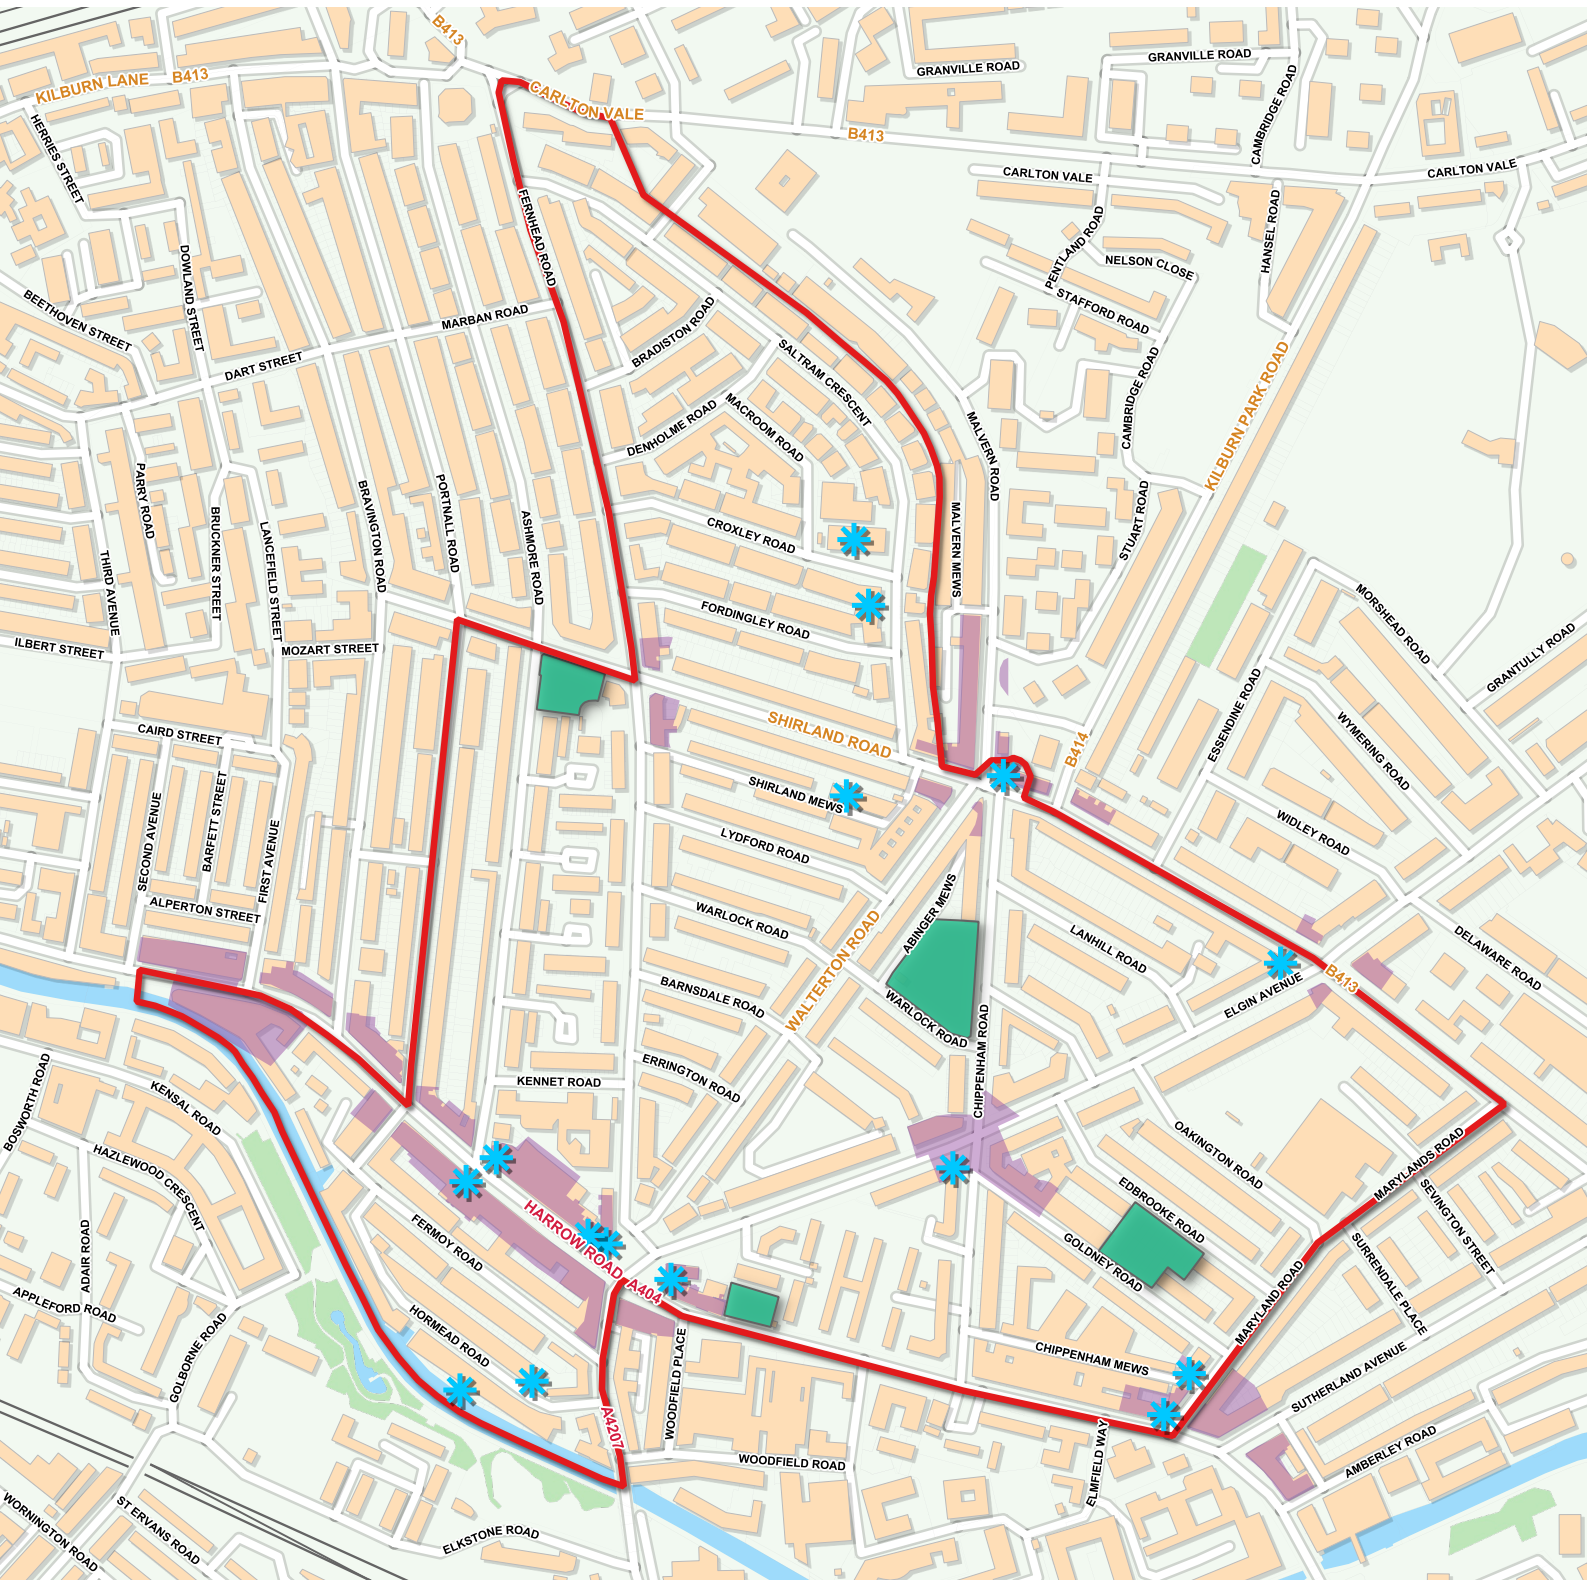 B413
KILBURN LANE
B413
CARLTON VALE
GRANVILLE ROAD
GRANVILLE ROAD
CAMBRIDGE ROAD
B413
HERRIES STREET
CARLTON VALE
CARLTON VALE
FERNHEAD ROAD
PENTLAND ROAD
HANSEL ROAD
NELSON CLOSE
DOWLAND STREET
BEETHOVEN STREET
STAFFORD ROAD
MARBAN ROAD
BRADISTON ROAD
DART STREET
SALTRAM CRESCENT
CAMBRIDGE ROAD
KILBURN PARK ROAD
MACROOM ROAD
DENHOLME ROAD
MALVERN ROAD
PARRY ROAD
BRUCKNER STREET
LANCEFIELD STREET
BRAVINGTON ROAD
PORTNALL ROAD
ASHMORE ROAD
CROXLEY ROAD
MALVERN MEWS
STUART ROAD
THIRD AVENUE
FORDINGLEY ROAD
MORSHEAD ROAD
GRANTULLY ROAD
ILBERT STREET
MOZART STREET
ESSENDINE ROAD
SHIRLAND ROAD
B414
WYMERING ROAD
CAIRD STREET
SHIRLAND MEWS
SECOND AVENUE
BARFETT STREET
FIRST AVENUE
LYDFORD ROAD
WIDLEY ROAD
ALPERTON STREET
ABINGER MEWS
WARLOCK ROAD
WALTERTON ROAD
LANHILL ROAD
DELAWARE ROAD
B413
ELGIN AVENUE
BARNSDALE ROAD
WARLOCK ROAD
CHIPPENHAM ROAD
BOSWORTH ROAD
KENSAL ROAD
KENNET ROAD
ERRINGTON ROAD
HAZLEWOOD CRESCENT
OAKINGTON ROAD
MARYLANDS ROAD
EDBROOKE ROAD
SEVINGTON STREET
ADAIR ROAD
FERMOY ROAD
HARROW ROAD
A404
GOLDNEY ROAD
SURRENDALE PLACE
MARYLAND ROAD
APPLEFORD ROAD
GOLBORNE ROAD
HORMEAD ROAD
WOODFIELD PLACE
CHIPPENHAM MEWS
SUTHERLAND AVENUE
A4207
AMBERLEY ROAD
WOODFIELD ROAD
ELMFIELD WAY
WORNINGTON ROAD
ST ERVANS ROAD
ELKSTONE ROAD